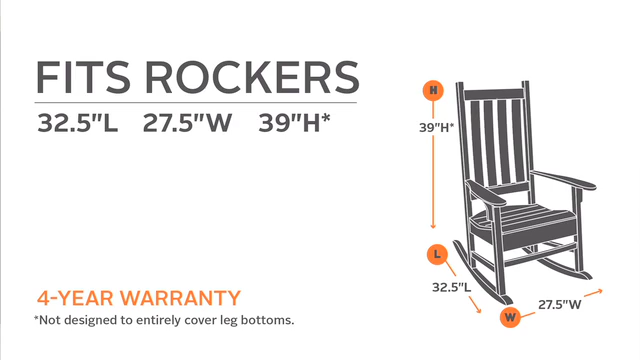 FITS ROCKERS
32.5"L 27.5"W 39"H*
H
39"H*
L
32.5"L
W
27.5"W
4-YEAR WARRANTY
*Not designed to entirely cover leg bottoms.